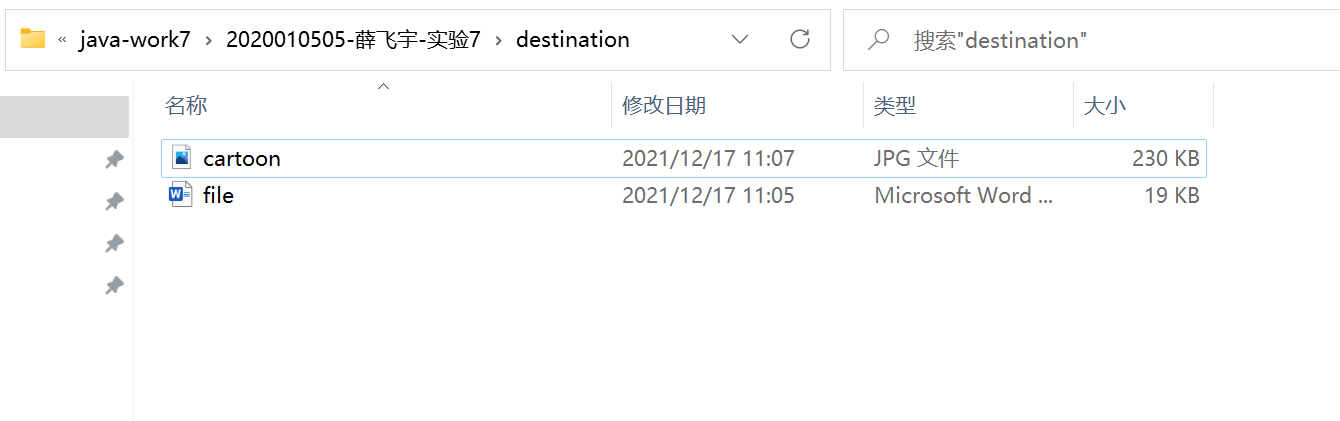 « java-work7 › 2020010505-薛飞宇-实验7 › destination 搜索"destination"
名称 修改日期 类型 大小
cartoon 2021/12/17 11:07 JPG 文件 230 KB
file 2021/12/17 11:05 Microsoft Word ... 19 KB